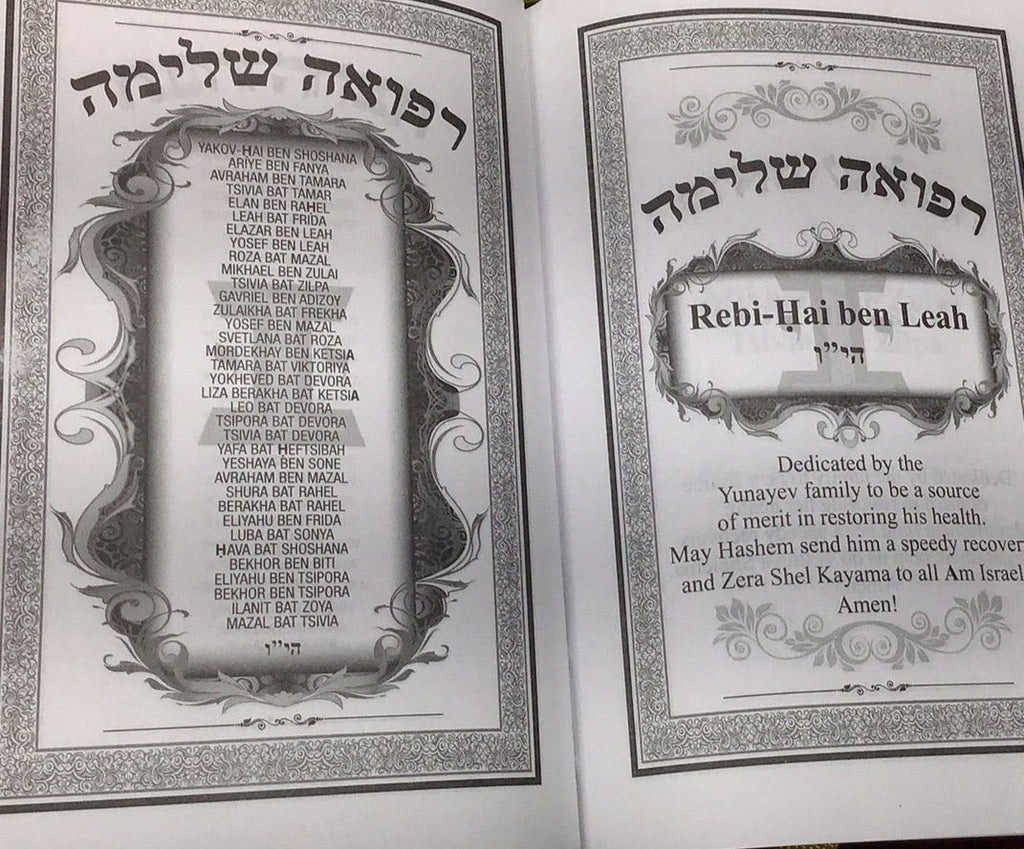 רפואה שלימה
YAKOV-HAI BEN SHOSHANA
ARIYE BEN FANYA
AVRAHAM BEN TAMARA
TSIVIA BAT TAMAR
ELAN BEN RAHEL
LEAH BAT FRIDA
ELAZAR BEN LEAH
YOSEF BEN LEAH
ROZA BAT MAZAL
MIKHAEL BEN ZULAI
TSIVIA BAT ZILPA
GAVRIEL BEN ADIZOY
ZULAIKHA BAT FREKHA
YOSEF BEN MAZAL
SVETLANA BAT ROZA
MORDEKHAY BEN KETSIA
TAMARA BAT VIKTORIYA
YOKHEVED BAT DEVORA
LIZA BERAKHA BAT KETSIA
LEO BAT DEVORA
TSIPORA BAT DEVORA
TSIVIA BAT DEVORA
YAFA BAT ḤEFTSIBAH
YESHAYA BEN SONE
AVRAHAM BEN MAZAL
SHURA BAT RAHEL
BERAKHA BAT RAHEL
ELIYAHU BEN FRIDA
LUBA BAT SONYA
ḤAVA BAT SHOSHANA
BEKHOR BEN BITI
ELIYAHU BEN TSIPORA
BEKHOR BEN TSIPORA
ILANIT BAT ZOYA
MAZAL BAT TSIVIA
הי״ו
רפואה שלימה
Rebi-Ḥai ben Leah
הי״ו
Dedicated by the
Yunayev family to be a source
of merit in restoring his health.
May Hashem send him a speedy recover
and Zera Shel Kayama to all Am Israel
Amen!